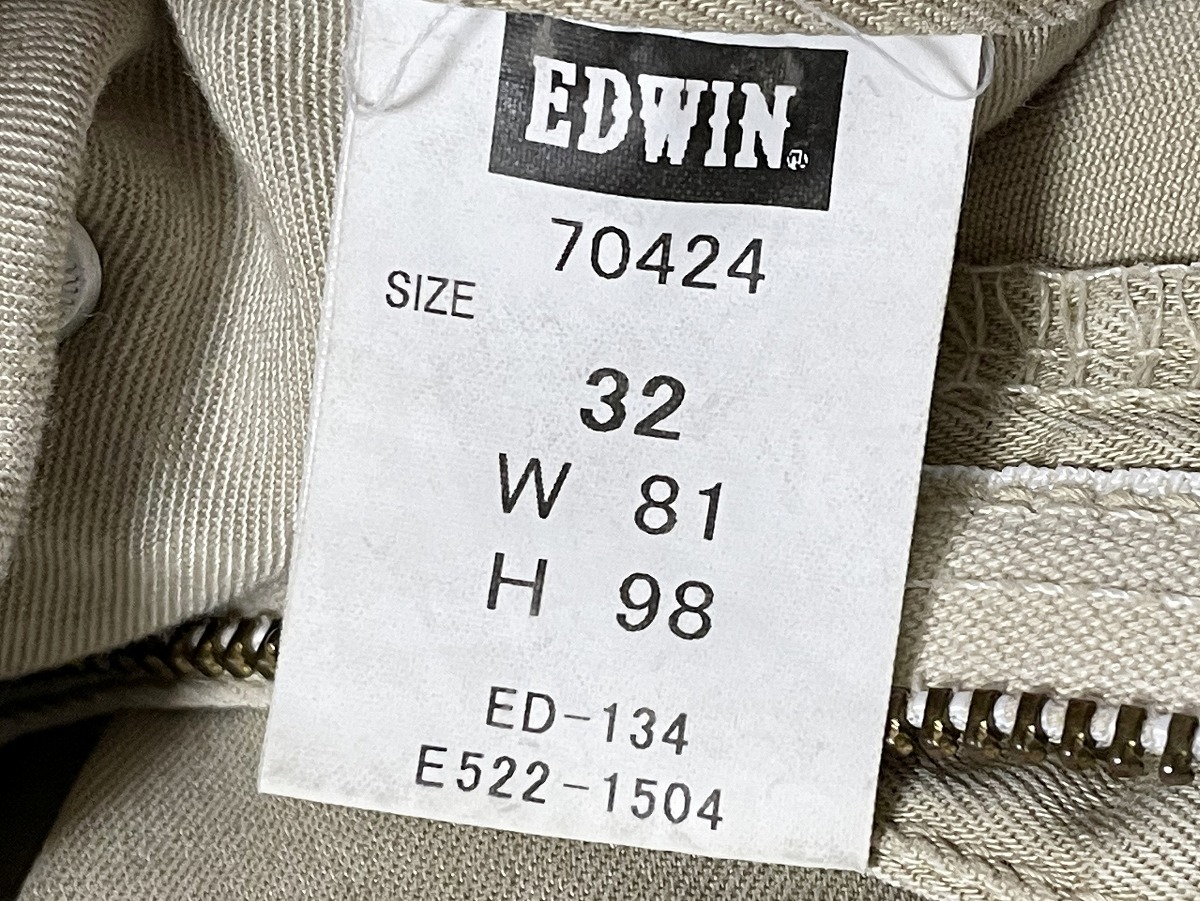 EDWIN®
70424
SIZE
32
W 81
H 98
ED-134
E522-1504